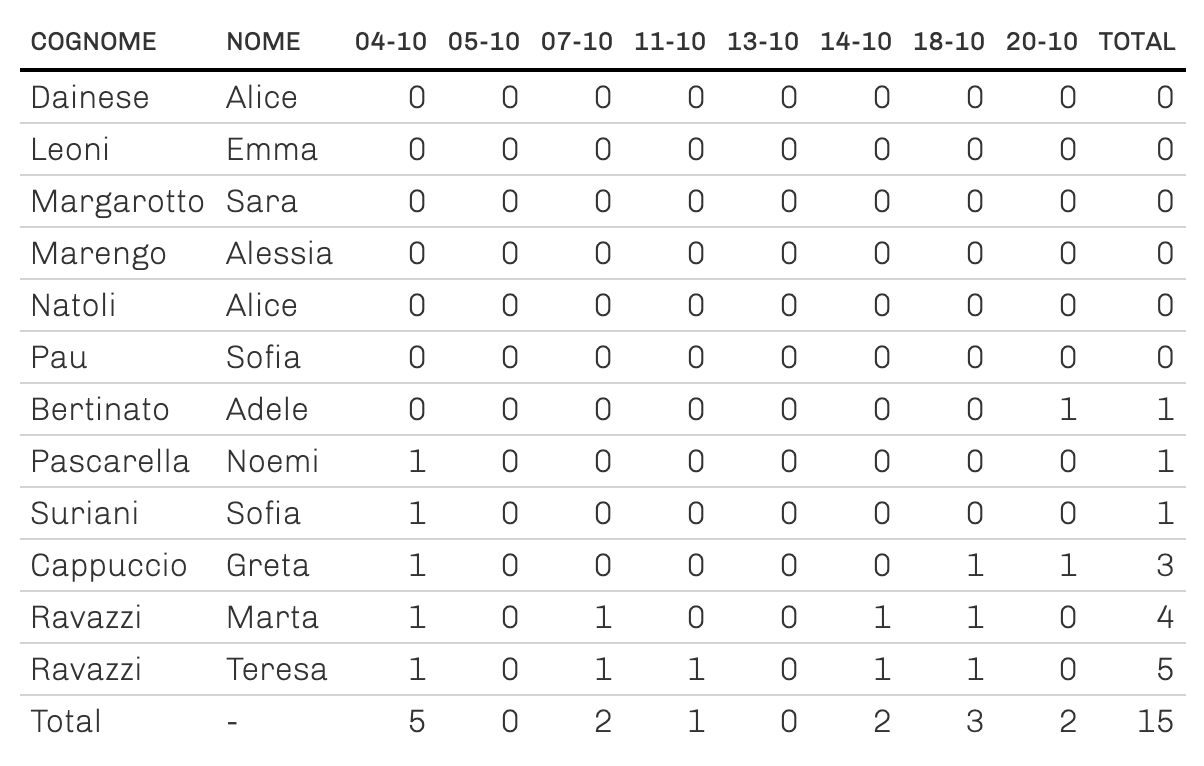 COGNOME NOME 04-10 05-10 07-10 11-10 13-10 14-10 18-10 20-10 TOTAL
Dainese Alice 0 0 0 0 0 0 0 0 0
Leoni Emma 0 0 0 0 0 0 0 0 0
Margarotto Sara 0 0 0 0 0 0 0 0 0
Marengo Alessia 0 0 0 0 0 0 0 0 0
Natoli Alice 0 0 0 0 0 0 0 0 0
Pau Sofia 0 0 0 0 0 0 0 0 0
Bertinato Adele 0 0 0 0 0 0 0 1 1
Pascarella Noemi 1 0 0 0 0 0 0 0 1
Suriani Sofia 1 0 0 0 0 0 0 0 1
Cappuccio Greta 1 0 0 0 0 0 1 1 3
Ravazzi Marta 1 0 1 0 0 1 1 0 4
Ravazzi Teresa 1 0 1 1 0 1 1 0 5
Total - 5 0 2 1 0 2 3 2 15